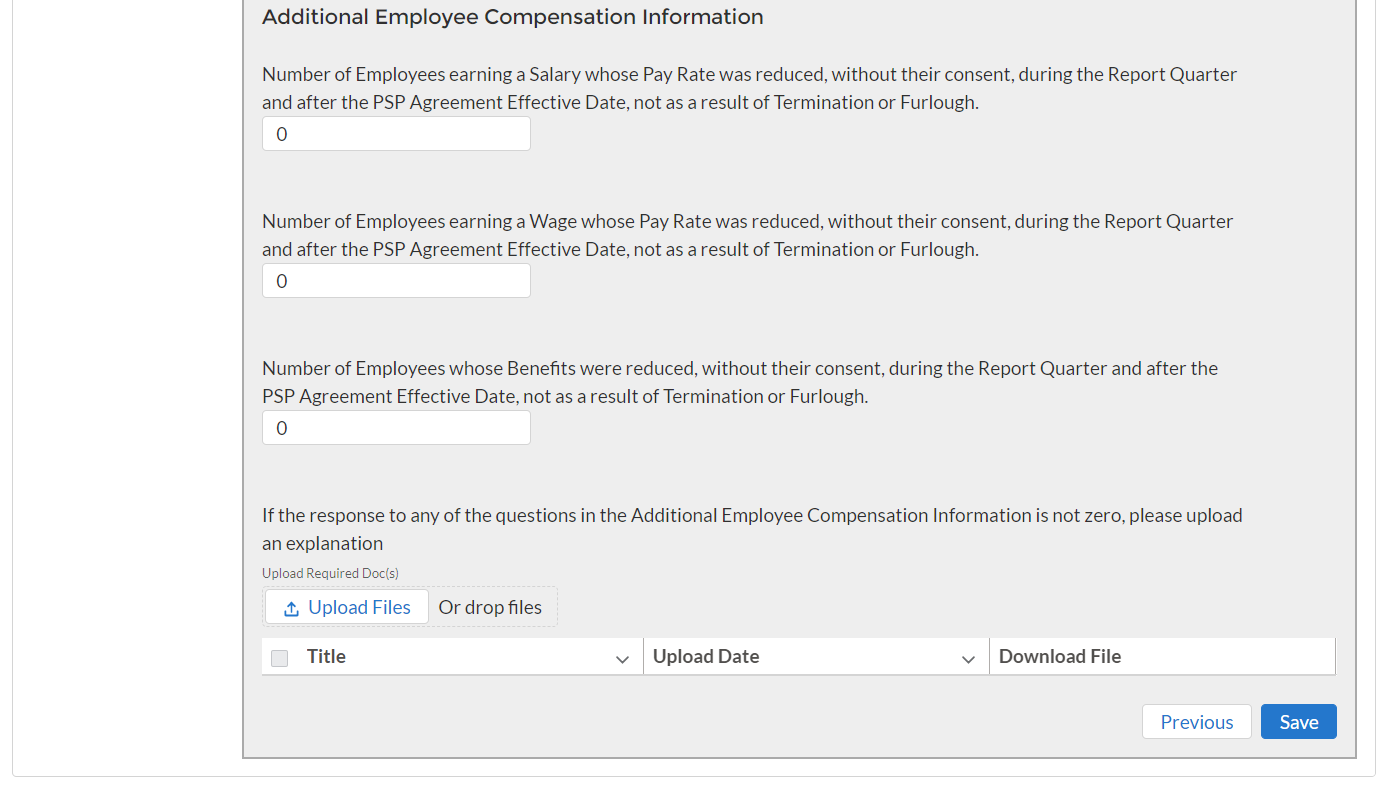 Additional Employee Compensation Information
Number of Employees earning a Salary whose Pay Rate was reduced, without their consent, during the Report Quarter
and after the PSP Agreement Effective Date, not as a result of Termination or Furlough.
0
Number of Employees earning a Wage whose Pay Rate was reduced, without their consent, during the Report Quarter
and after the PSP Agreement Effective Date, not as a result of Termination or Furlough.
0
Number of Employees whose Benefits were reduced, without their consent, during the Report Quarter and after the
PSP Agreement Effective Date, not as a result of Termination or Furlough.
0
If the response to any of the questions in the Additional Employee Compensation Information is not zero, please upload
an explanation
Upload Required Doc(s)
Upload Files Or drop files
Title Upload Date Download File
Previous Save